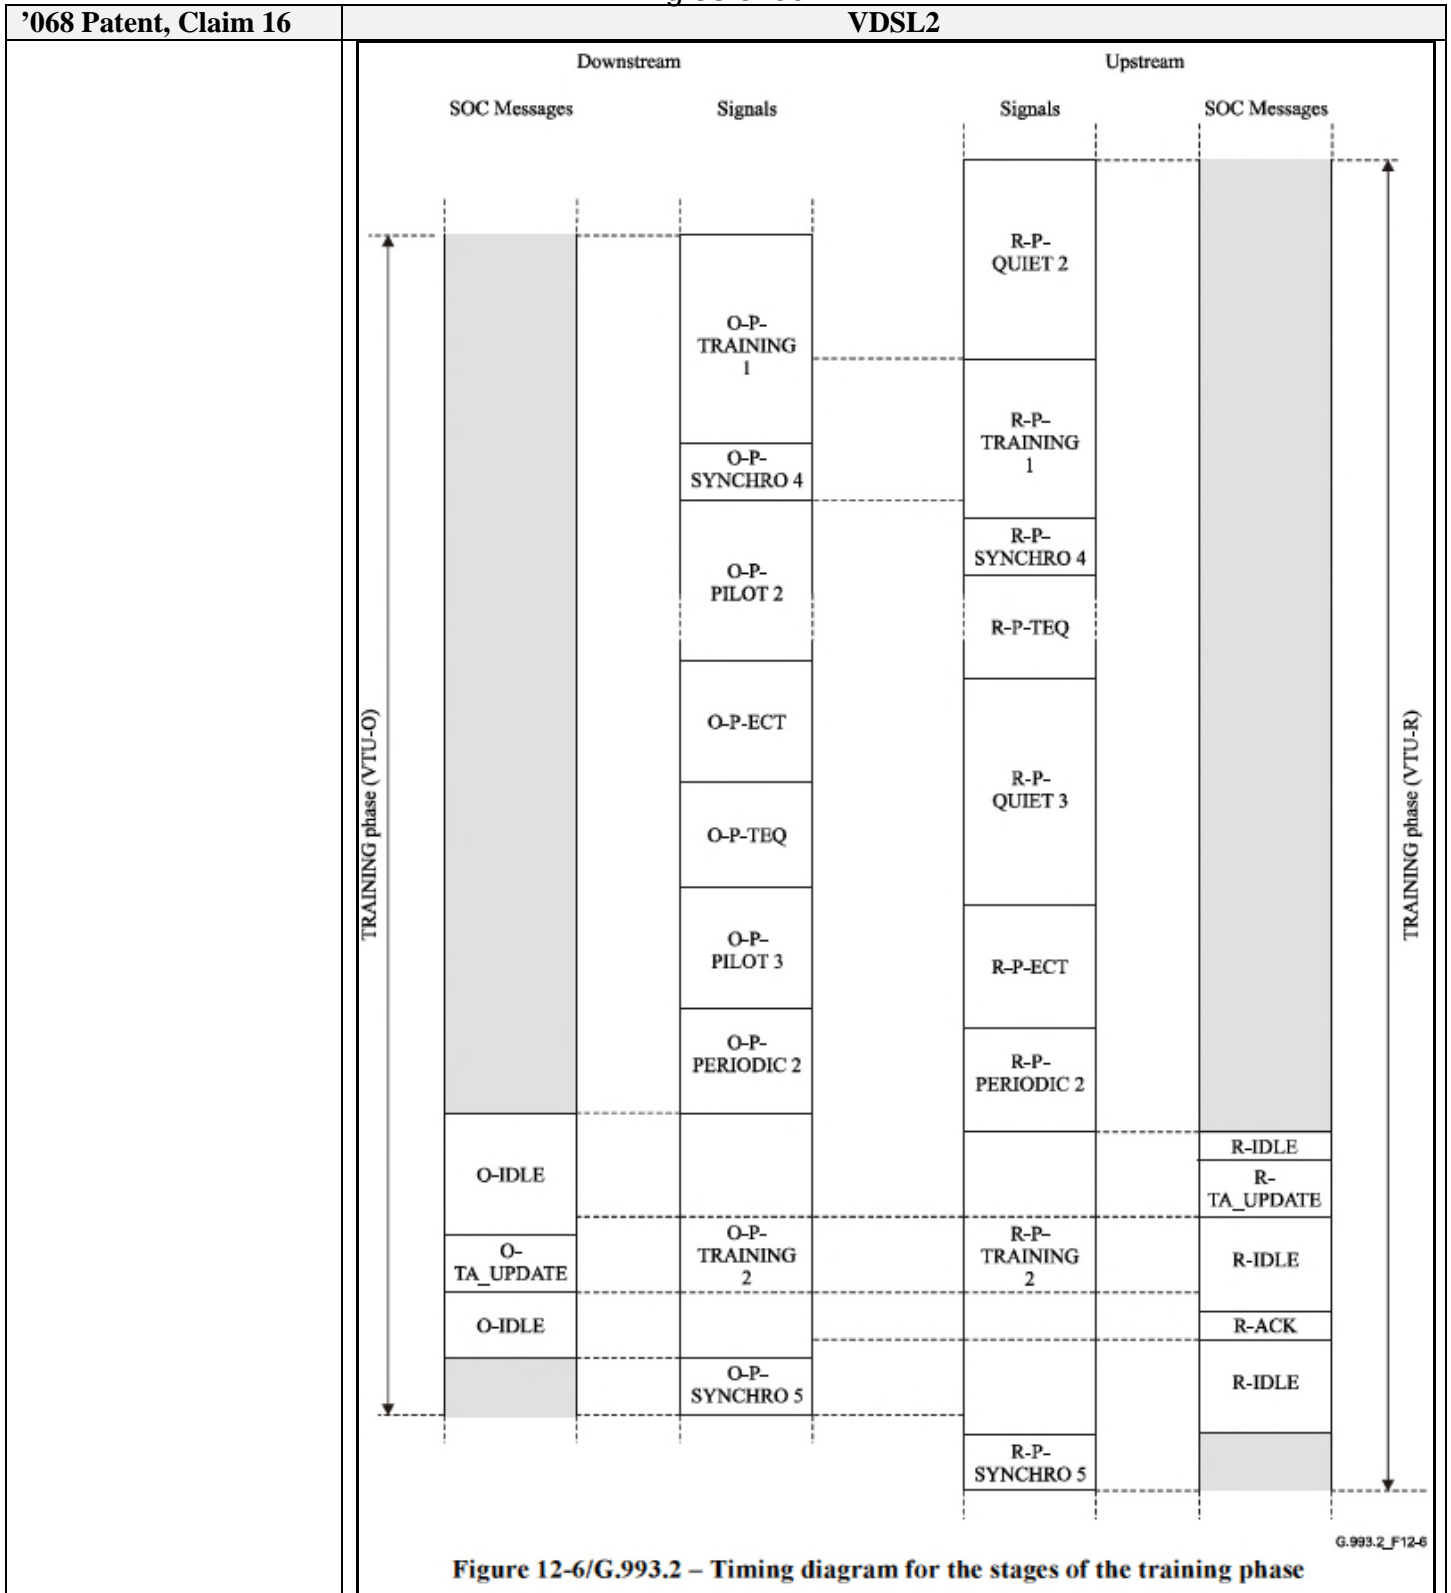 ’068 Patent, Claim 16
VDSL2
Downstream
Upstream
SOC Messages
Signals
Signals
SOC Messages
R-P-
QUIET 2
O-P-
TRAINING
1
R-P-
TRAINING
1
O-P-
SYNCHRO 4
R-P-
SYNCHRO 4
O-P-
PILOT 2
R-P-TEQ
O-P-ECT
R-P-
QUIET 3
O-P-TEQ
TRAINING phase (VTU-O)
TRAINING phase (VTU-R)
O-P-
PILOT 3
R-P-ECT
O-P-
PERIODIC 2
R-P-
PERIODIC 2
R-IDLE
O-IDLE
R-
TA_UPDATE
O-P-
TRAINING
2
R-P-
TRAINING
2
O-
TA_UPDATE
R-IDLE
O-IDLE
R-ACK
O-P-
SYNCHRO 5
R-IDLE
R-P-
SYNCHRO 5
G.993.2_F12-6
Figure 12-6/G.993.2 – Timing diagram for the stages of the training phase